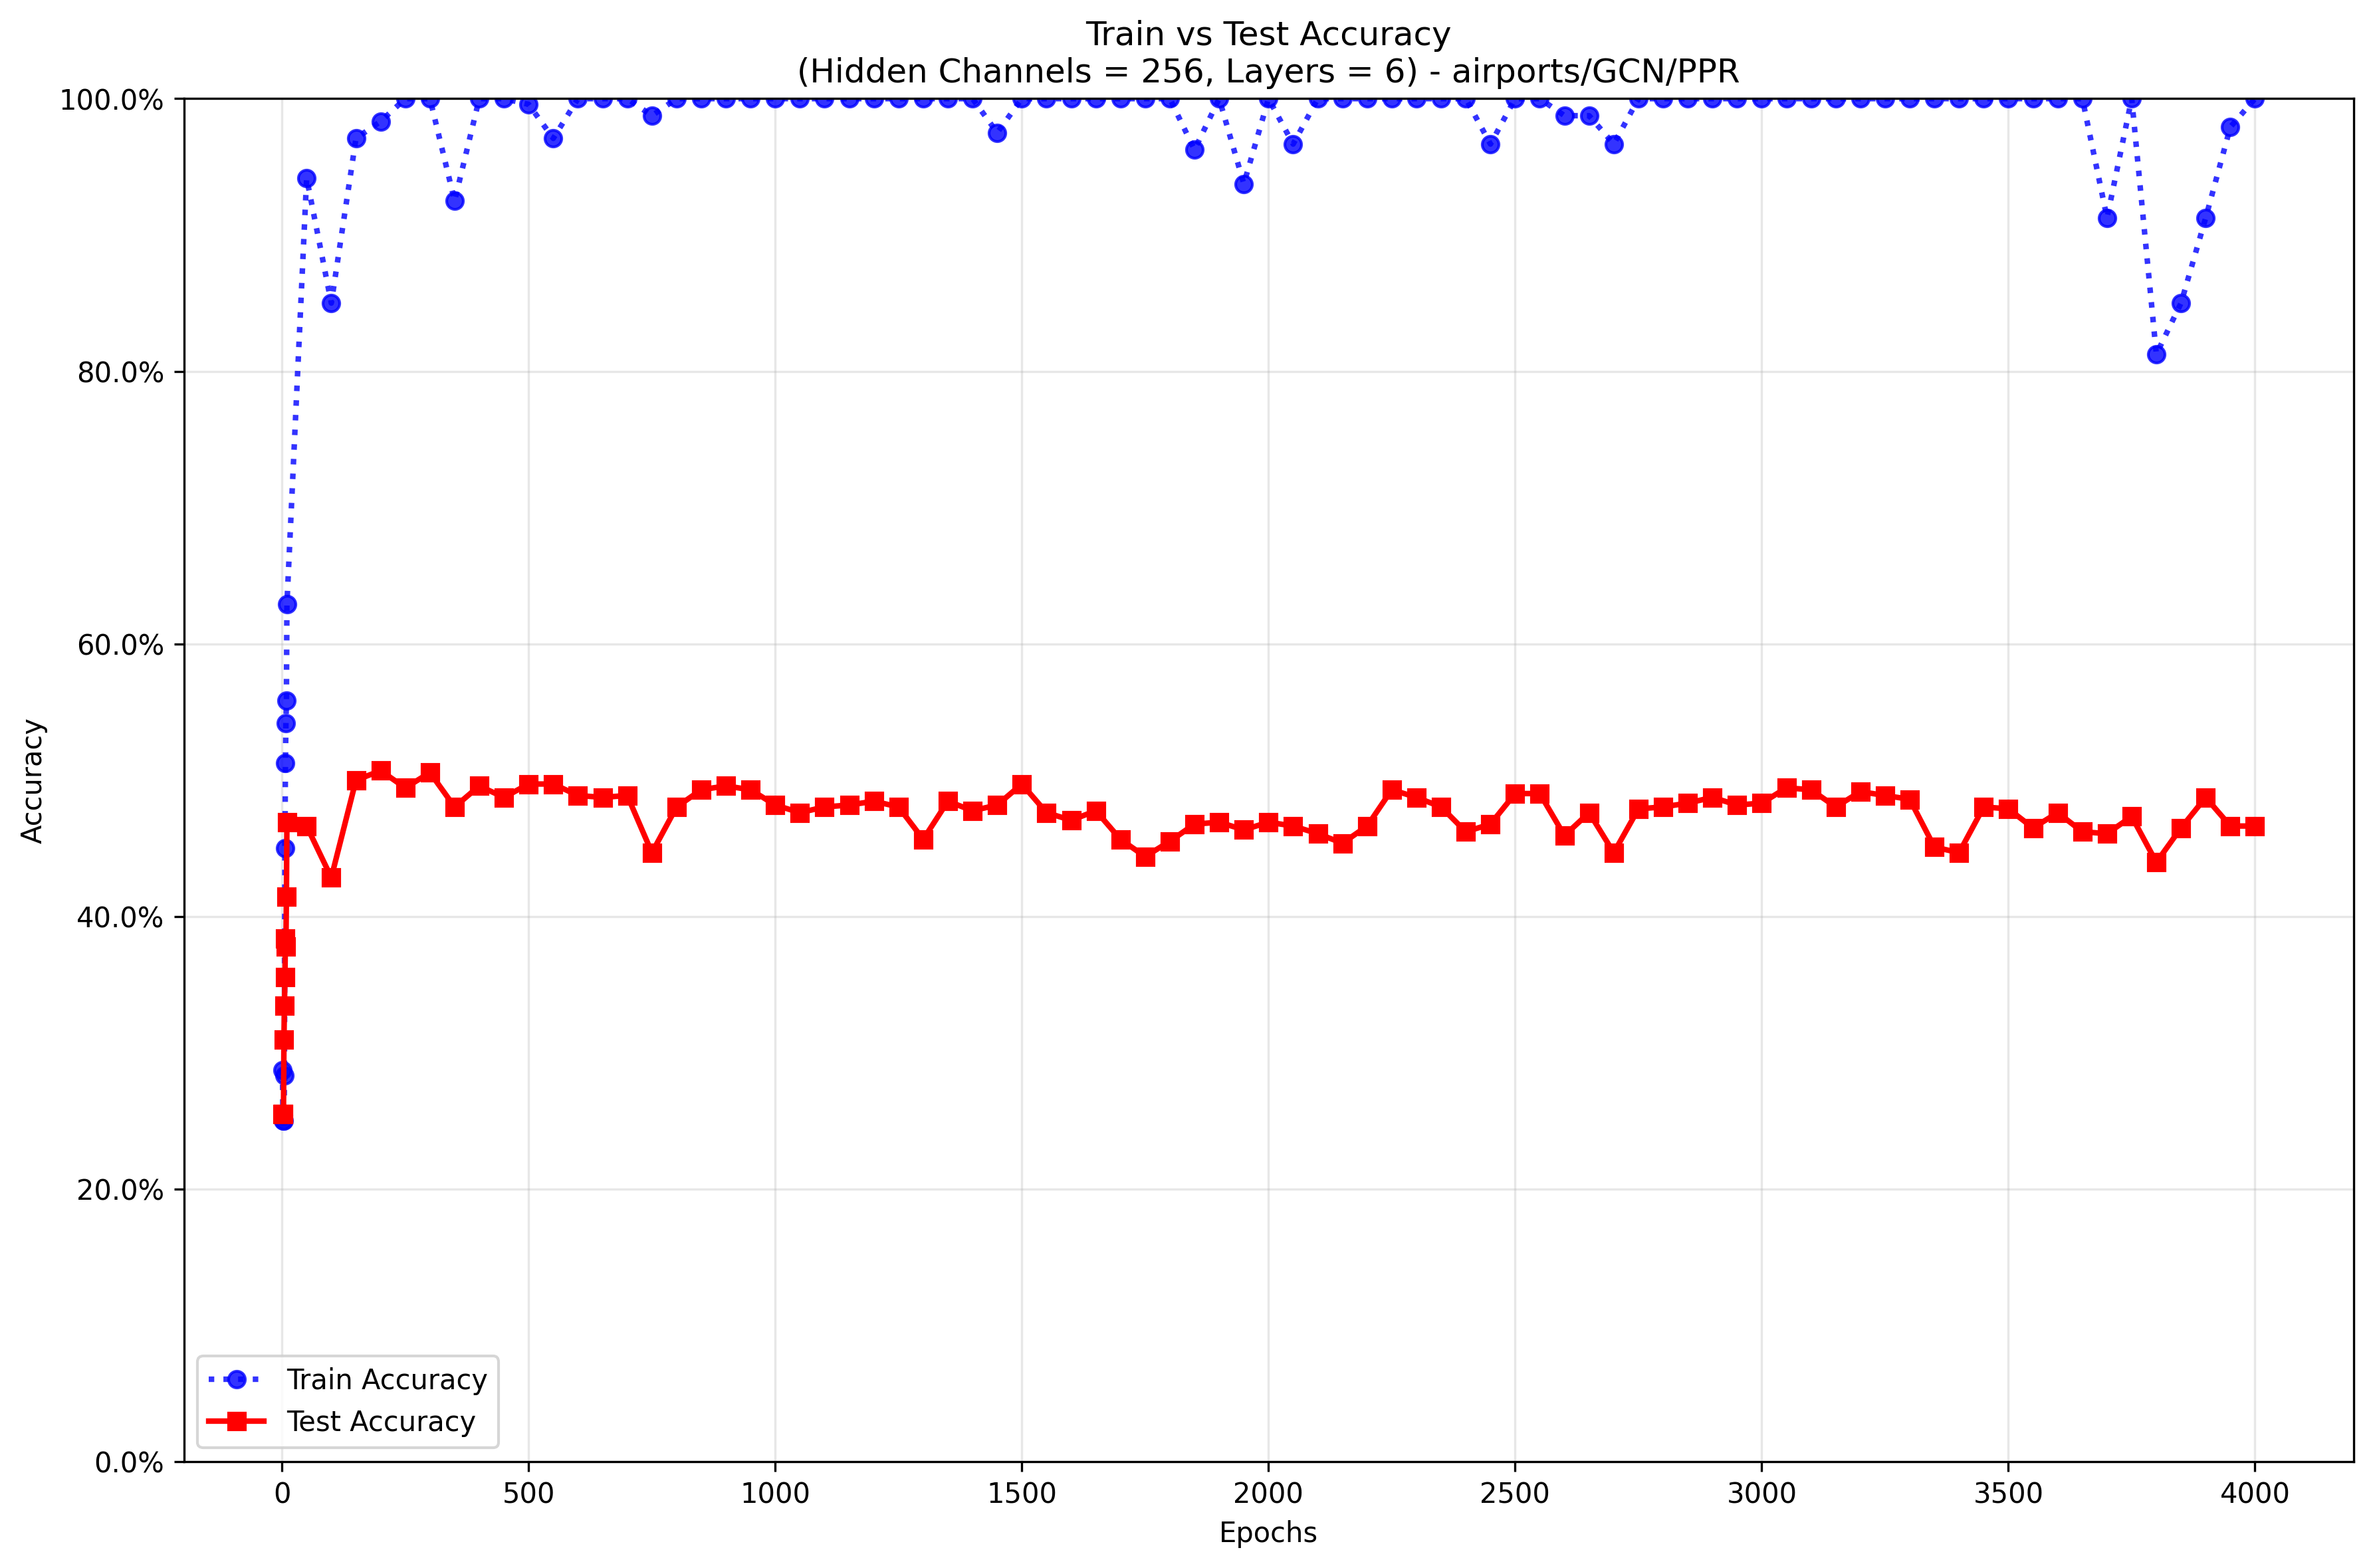 Train vs Test Accuracy
(Hidden Channels = 256, Layers = 6) - airports/GCN/PPR
100.0%
80.0%
60.0%
40.0%
20.0%
0.0%
Accuracy
Train Accuracy
Test Accuracy
0 500 1000 1500 2000 2500 3000 3500 4000
Epochs